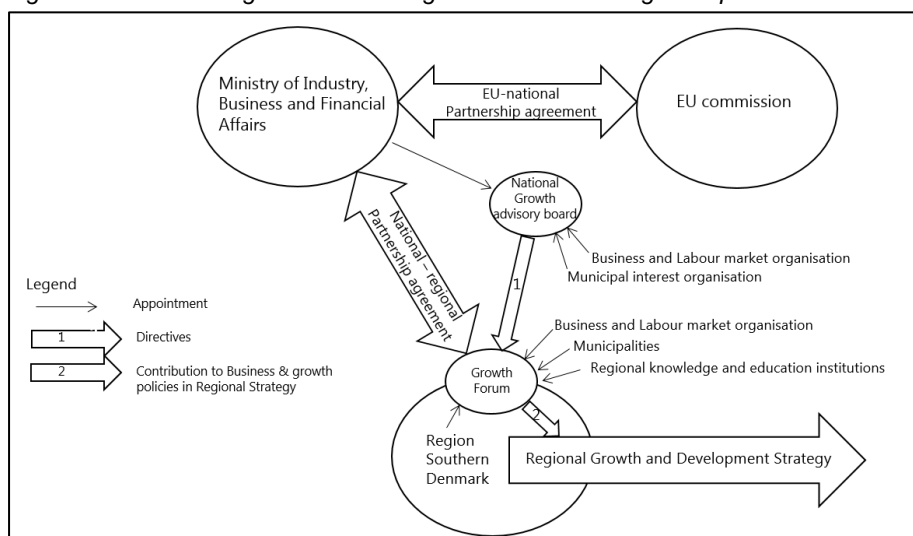 Ministry of Industry,
Business and Financial
Affairs
EU-national
Partnership agreement
EU commission
National
Growth
advisory board
Business and Labour market organisation
Municipal interest organisation
National – regional
Partnership agreement
1
Legend
Appointment
1
Directives
2
Contribution to Business & growth
policies in Regional Strategy
Business and Labour market organisation
Municipalities
Regional knowledge and education institutions
Growth
Forum
2
Region
Southern
Denmark
Regional Growth and Development Strategy